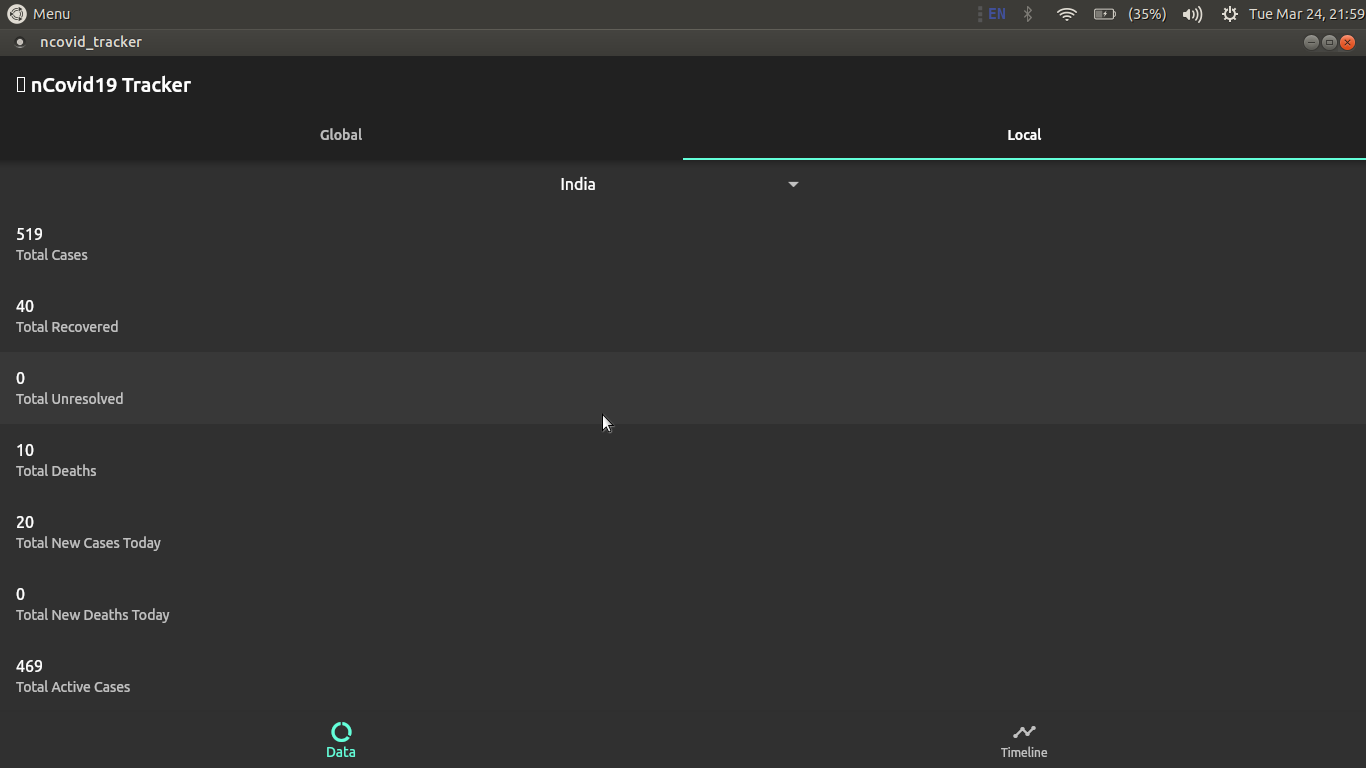 Menu EN (35%) Tue Mar 24, 21:59
ncovid_tracker
nCovid19 Tracker
Global Local
India
519
Total Cases
40
Total Recovered
0
Total Unresolved
10
Total Deaths
20
Total New Cases Today
0
Total New Deaths Today
469
Total Active Cases
Data Timeline